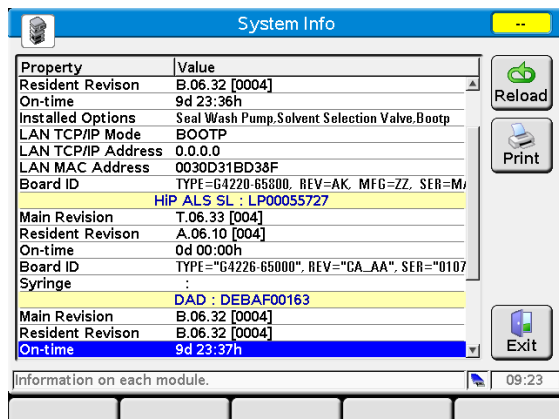 System Info
--
Property Value
Resident Revison B.06.32 [0004]
On-time 9d 23:36h
Installed Options Seal Wash Pump,Solvent Selection Valve,Bootp
LAN TCP/IP Mode BOOTP
LAN TCP/IP Address 0.0.0.0
LAN MAC Address 0030D31BD38F
Board ID TYPE=G4220-65800, REV=AK, MFG=ZZ, SER=MA
HiP ALS SL : LP00055727
Main Revision T.06.33 [004]
Resident Revison A.06.10 [004]
On-time 0d 00:00h
Board ID TYPE="G4226-65000", REV="CA_AA", SER="0107
Syringe :
DAD : DEBAF00163
Main Revision B.06.32 [0004]
Resident Revison B.06.32 [0004]
On-time 9d 23:37h
Reload
Print
Exit
Information on each module.
09:23